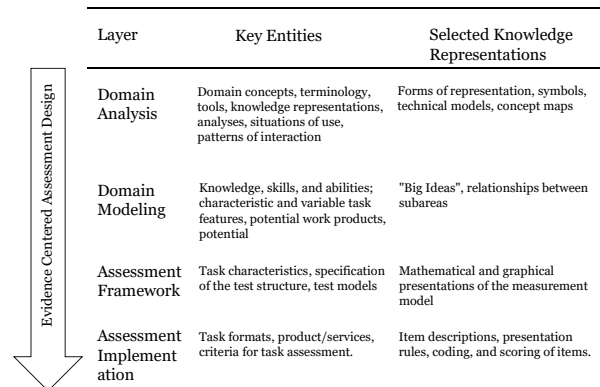 Layer
Key Entities
Selected Knowledge
Representations
Evidence Centered Assessment Design
Domain
Analysis
Domain concepts, terminology,
tools, knowledge representations,
analyses, situations of use,
patterns of interaction
Forms of representation, symbols,
technical models, concept maps
Domain
Modeling
Knowledge, skills, and abilities;
characteristic and variable task
features, potential work products,
potential
"Big Ideas", relationships between
subareas
Assessment
Framework
Task characteristics, specification
of the test structure, test models
Mathematical and graphical
presentations of the measurement
model
Assessment
Implement
ation
Task formats, product/services,
criteria for task assessment.
Item descriptions, presentation
rules, coding, and scoring of items.